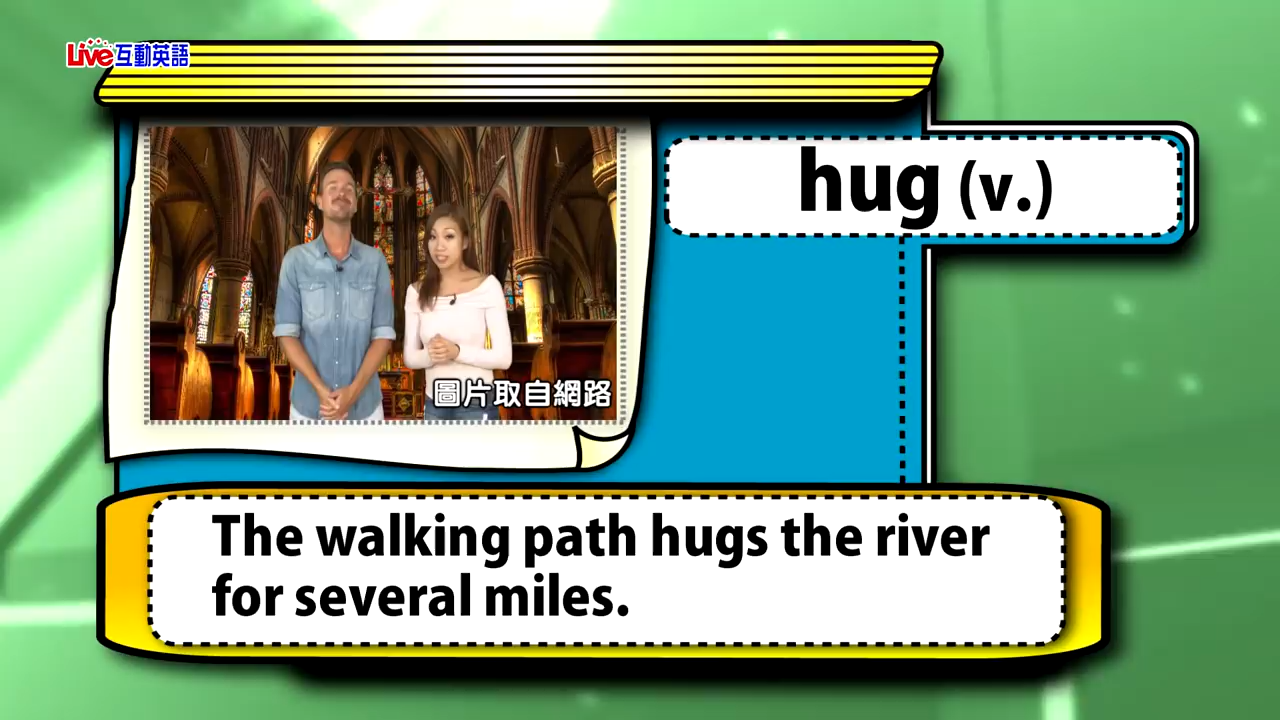 Live互動英語
hug (v.)
圖片取自網路
The walking path hugs the river
for several miles.